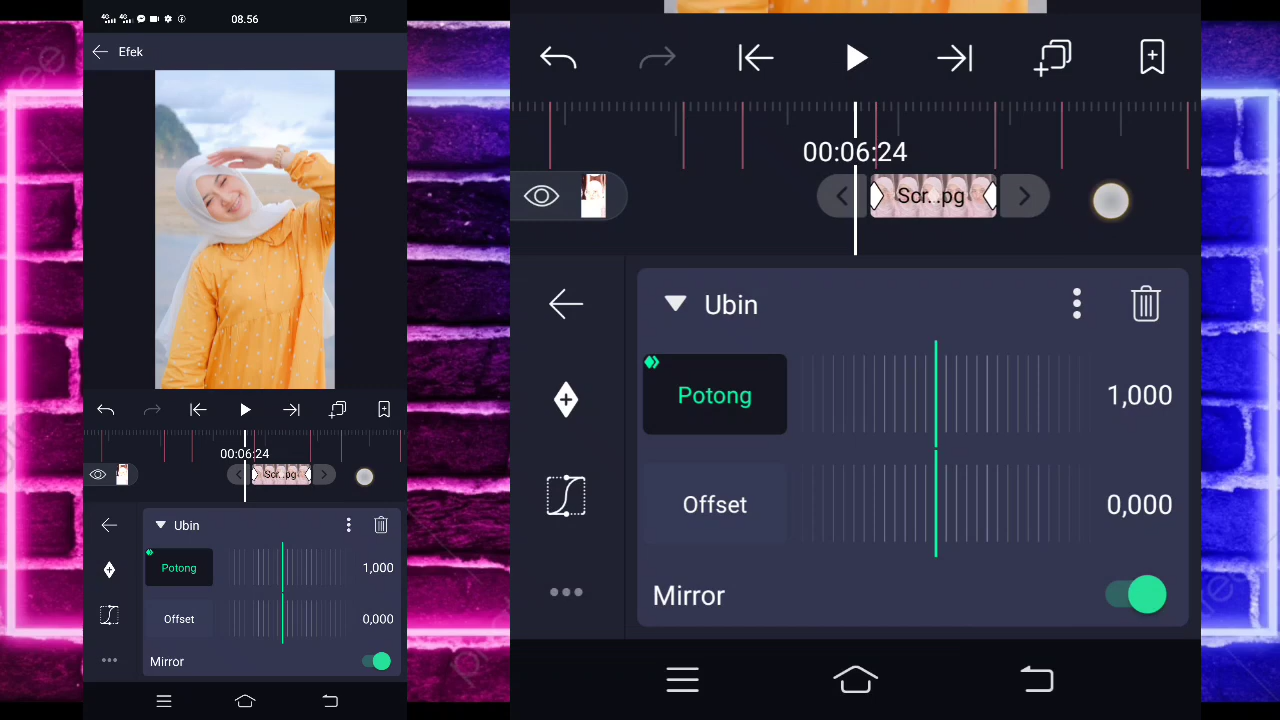 08.56
Efek
00:06:24
Scr..pg
Ubin
Potong
1,000
Offset
0,000
Mirror
00:06:24
Scr..pg
Ubin
Potong
1,000
Offset
0,000
Mirror